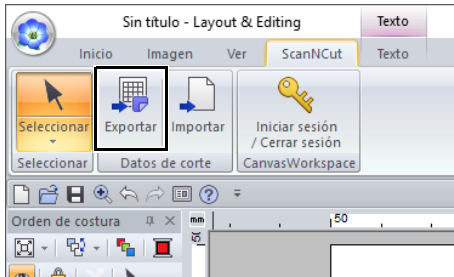 Sin título - Layout & Editing
Texto
Inicio Imagen Ver ScanNCut Texto
Seleccionar Exportar Importar Iniciar sesión
/ Cerrar sesión
Seleccionar Datos de corte CanvasWorkspace
Orden de costura mm 50